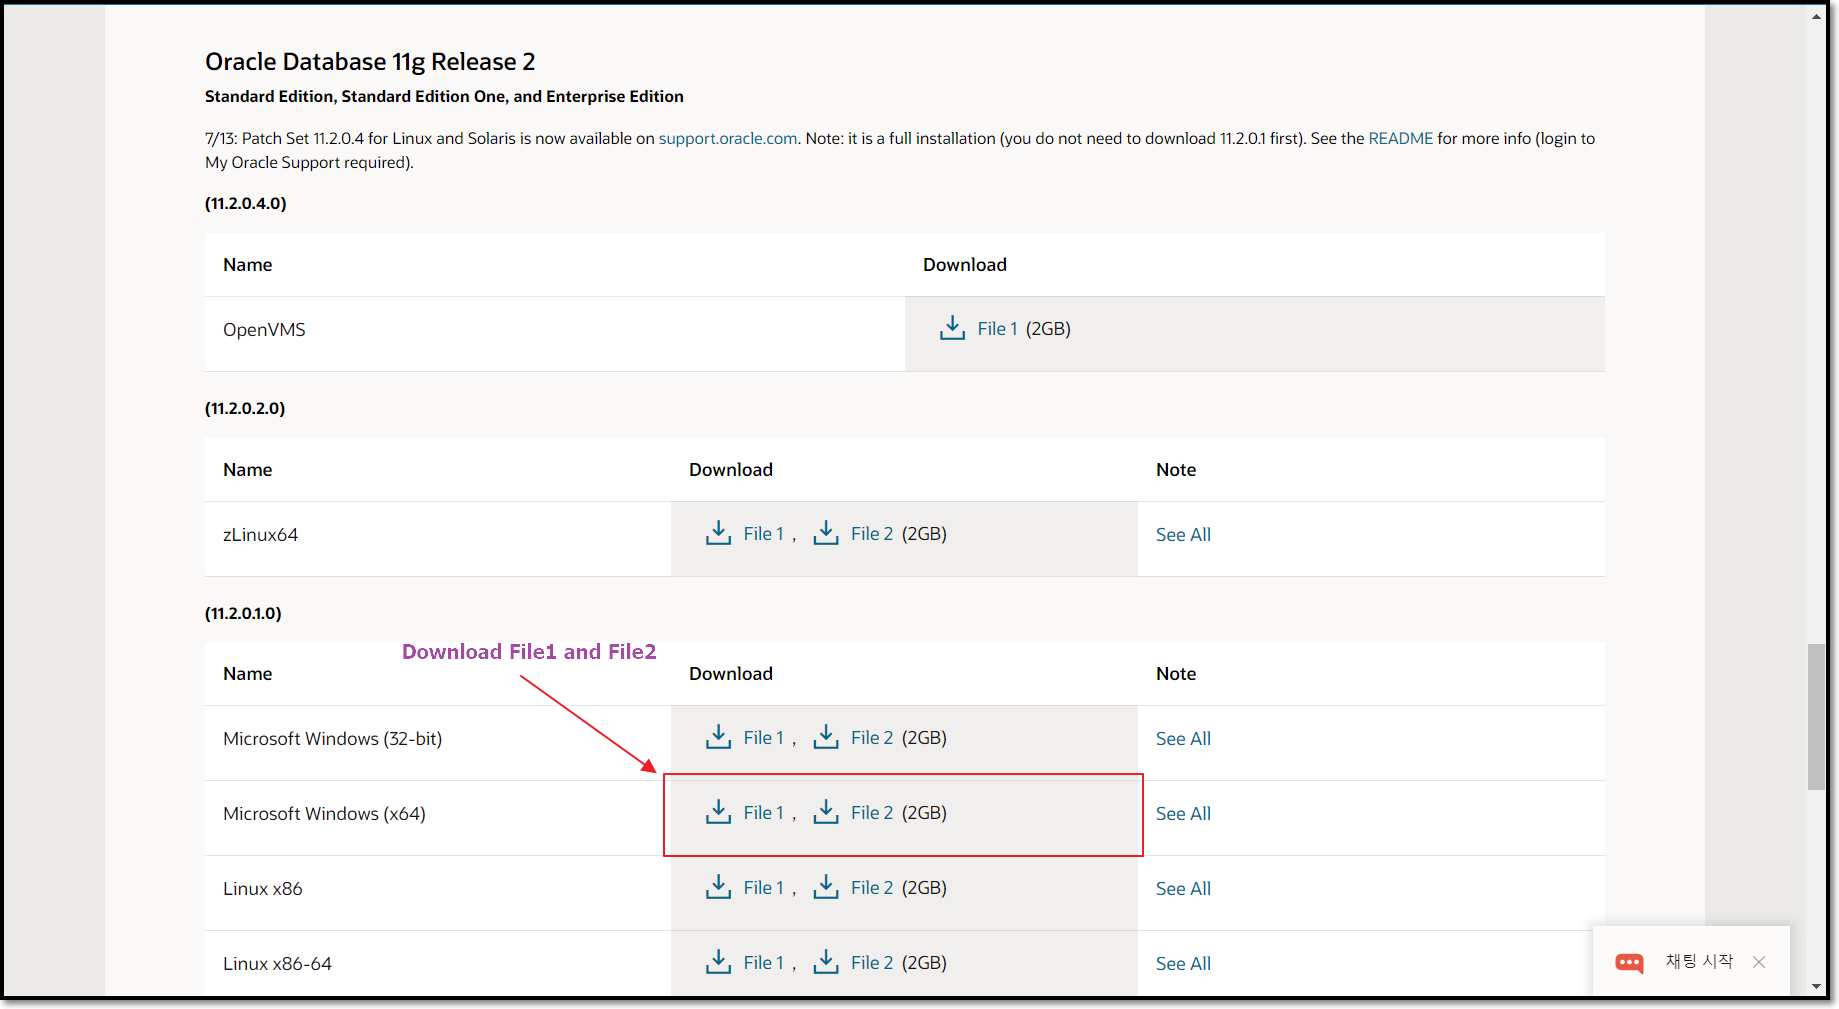 Oracle Database 11g Release 2
Standard Edition, Standard Edition One, and Enterprise Edition
7/13: Patch Set 11.2.0.4 for Linux and Solaris is now available on support.oracle.com. Note: it is a full installation (you do not need to download 11.2.0.1 first). See the README for more info (login to
My Oracle Support required).
(11.2.0.4.0)
Name Download
OpenVMS File 1 (2GB)
(11.2.0.2.0)
Name Download Note
zLinux64 File 1 , File 2 (2GB) See All
(11.2.0.1.0)
Download File1 and File2
Name Download Note
Microsoft Windows (32-bit) File 1 , File 2 (2GB) See All
Microsoft Windows (x64) File 1 , File 2 (2GB) See All
Linux x86 File 1 , File 2 (2GB) See All
Linux x86-64 File 1 , File 2 (2GB) See All
채팅 시작